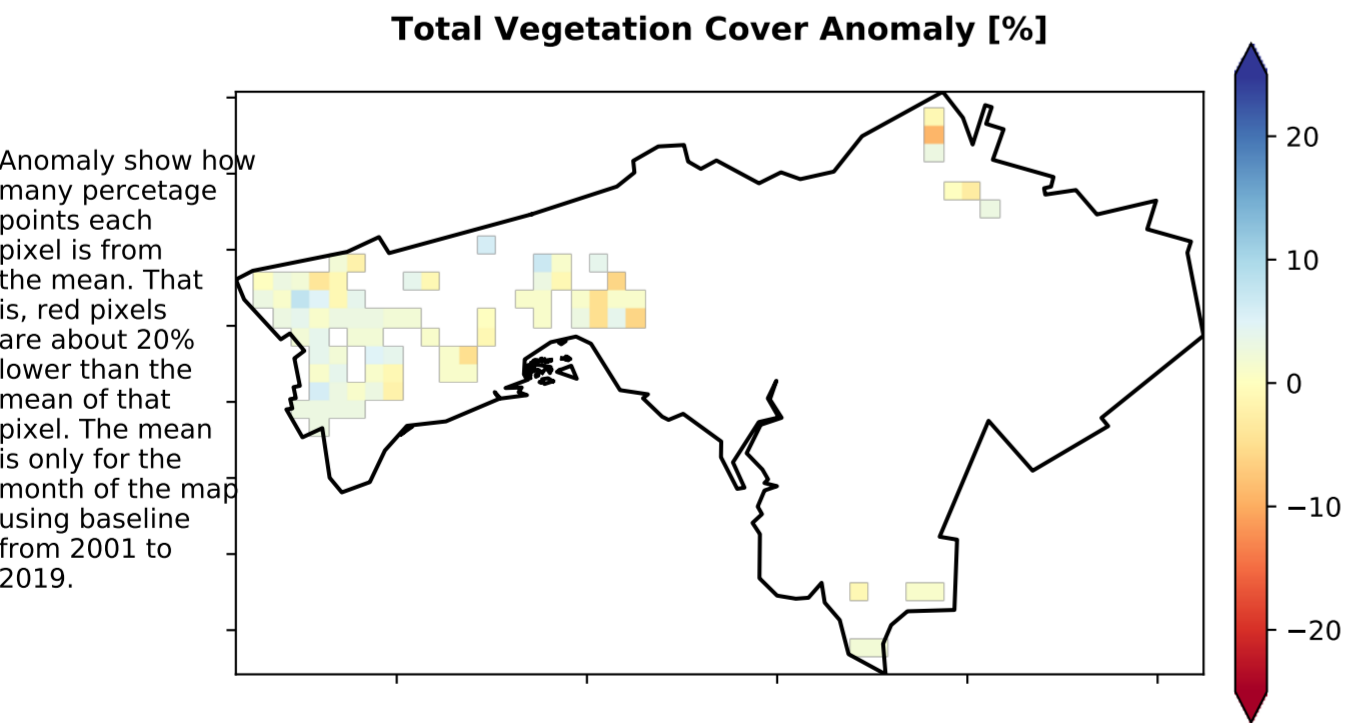 Total Vegetation Cover Anomaly [%]
Anomaly show how
many percetage
points each
pixel is from
the mean. That
is, red pixels
are about 20%
lower than the
mean of that
pixel. The mean
is only for the
month of the map
using baseline
from 2001 to
2019.
20
10
0
−10
−20